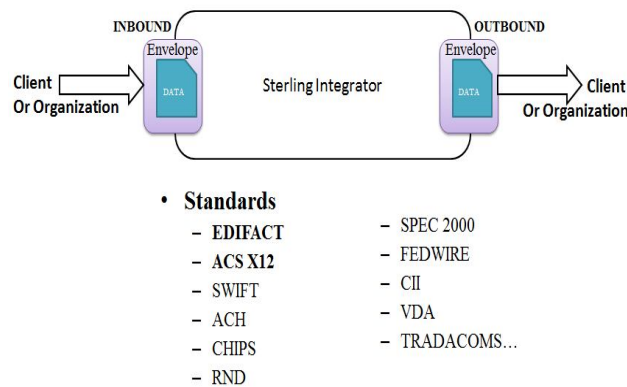 INBOUND
OUTBOUND
Envelope
Envelope
Client
Or Organization
DATA
Sterling Integrator
DATA
Client
Or Organization
• Standards
– EDIFACT
– ACS X12
– SWIFT
– ACH
– CHIPS
– RND
– SPEC 2000
– FEDWIRE
– CII
– VDA
– TRADACOMS…